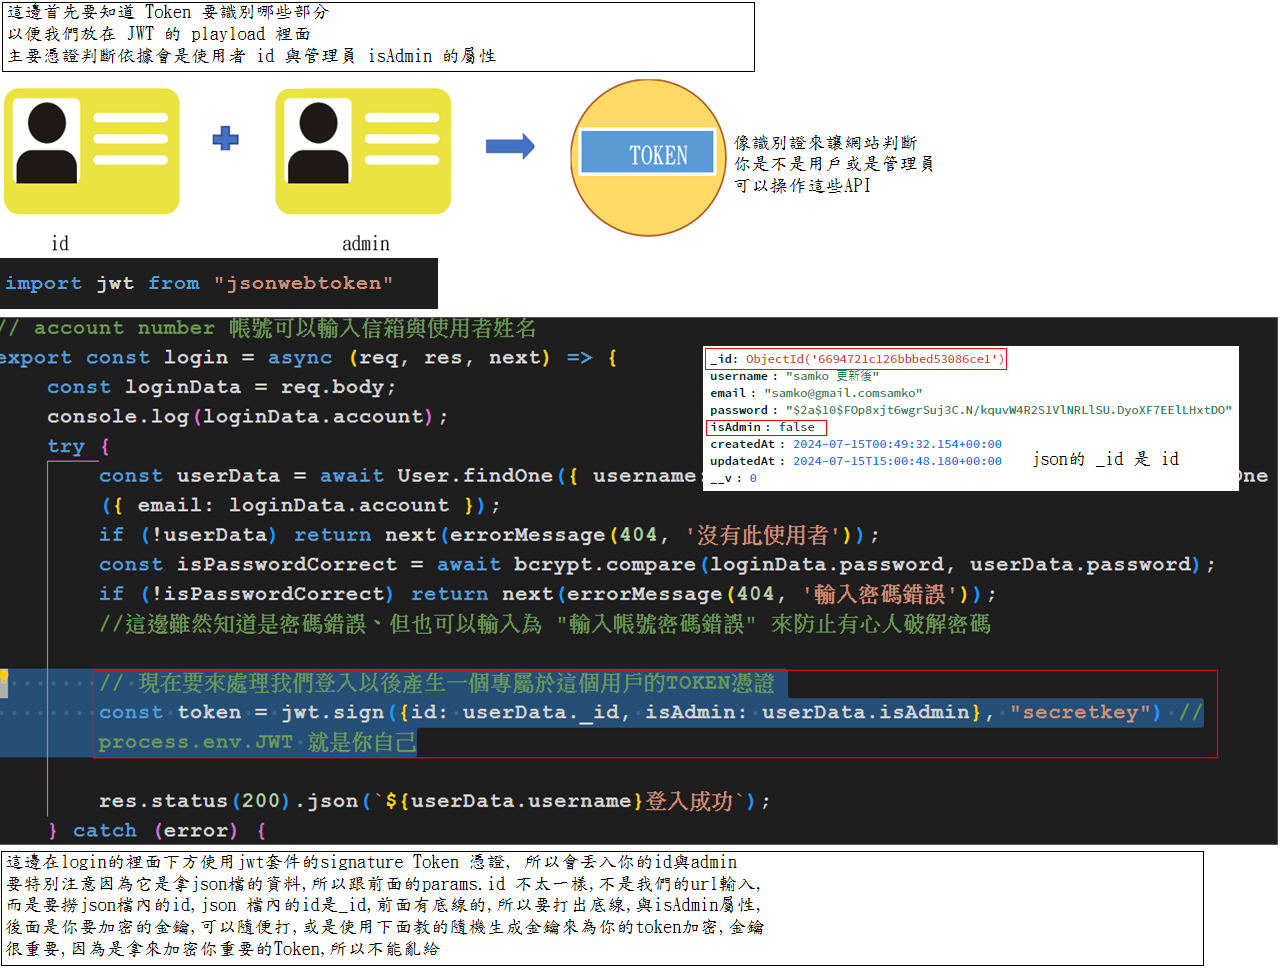 這邊首先要知道 Token 要識別哪些部分
以便我們放在 JWT 的 playload 裡面
主要憑證判斷依據會是使用者 id 與管理員 isAdmin 的屬性
TOKEN
像識別證來讓網站判斷
你是不是用戶或是管理員
可以操作這些API
id
admin
import jwt from "jsonwebtoken"
// account number 帳號可以輸入信箱與使用者姓名
export const login = async (req, res, next) => {
const loginData = req.body;
console.log(loginData.account);
try {
const userData = await User.findOne({ username:
One
({ email: loginData.account });
if (!userData) return next(errorMessage(404, '沒有此使用者'));
const isPasswordCorrect = await bcrypt.compare(loginData.password, userData.password);
if (!isPasswordCorrect) return next(errorMessage(404, '輸入密碼錯誤'));
//這邊雖然知道是密碼錯誤、但也可以輸入為 "輸入帳號密碼錯誤" 來防止有心人破解密碼
// 現在要來處理我們登入以後產生一個專屬於這個用戶的TOKEN憑證
const token = jwt.sign({id: userData._id, isAdmin: userData.isAdmin}, "secretkey") //
process.env.JWT 就是你自己
res.status(200).json(`${userData.username}登入成功`);
} catch (error) {
_id: ObjectId('6694721c126bbbed53086ce1')
username : "samko 更新後"
email : "samko@gmail.comsamko"
password : "$2a$10$FOp8xjt6wgrSuj3C.N/kquvW4R2S1VlNRLlSU.DyoXF7EElLHxtDO"
isAdmin : false
createdAt : 2024-07-15T00:49:32.154+00:00
updatedAt : 2024-07-15T15:00:48.180+00:00
__v : 0
json的 _id 是 id
這邊在login的裡面下方使用jwt套件的signature Token 憑證, 所以會丟入你的id與admin
要特別注意因為它是拿json檔的資料,所以跟前面的params.id 不太一樣,不是我們的url輸入,
而是要撈json檔內的id,json 檔內的id是_id,前面有底線的,所以要打出底線,與isAdmin屬性,
後面是你要加密的金鑰,可以隨便打,或是使用下面教的隨機生成金鑰來為你的token加密,金鑰
很重要,因為是拿來加密你重要的Token,所以不能亂給